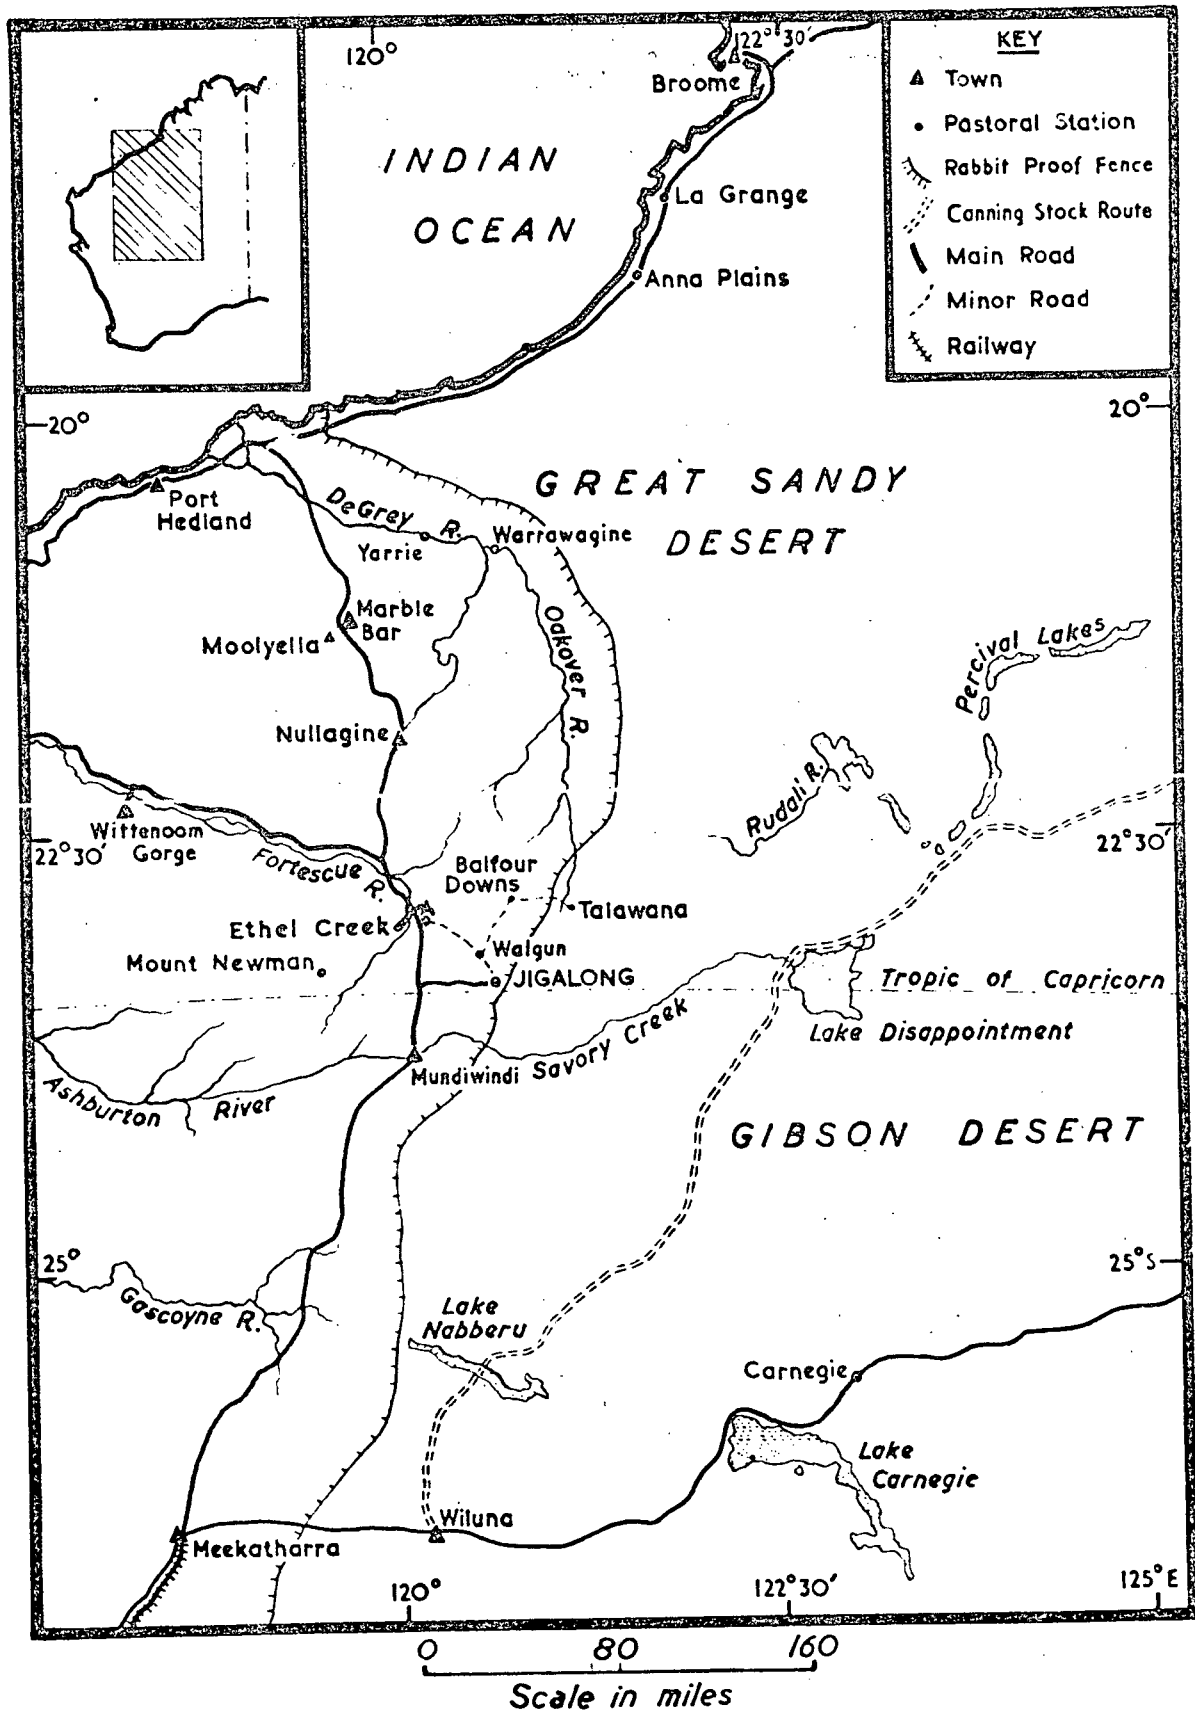 120°
122° 30'
Broome
INDIAN
OCEAN
La Grange
Anna Plains
KEY
Town
Pastoral Station
Rabbit Proof Fence
Canning Stock Route
Main Road
Minor Road
Railway
20°
20°
GREAT SANDY
DESERT
Port
Hedland
DeGrey R.
Yarrie
Warrawagine
Marble
Bar
Moolyella
Oakover R.
Percival Lakes
Nullagine
Rudall R.
Wittenoom
Gorge
22°30'
22°30'
Fortescue R.
Balfour
Downs
Talawana
Ethel Creek
Walgun
Mount Newman
JIGALONG
Tropic of Capricorn
Lake Disappointment
Savory Creek
Mundiwindi
Ashburton River
GIBSON DESERT
25°
25°S
Gascoyne R.
Lake
Nabberu
Carnegie
Lake
Carnegie
Wiluna
Meekatharra
120°
122°30'
125°E
0 80 160
Scale in miles